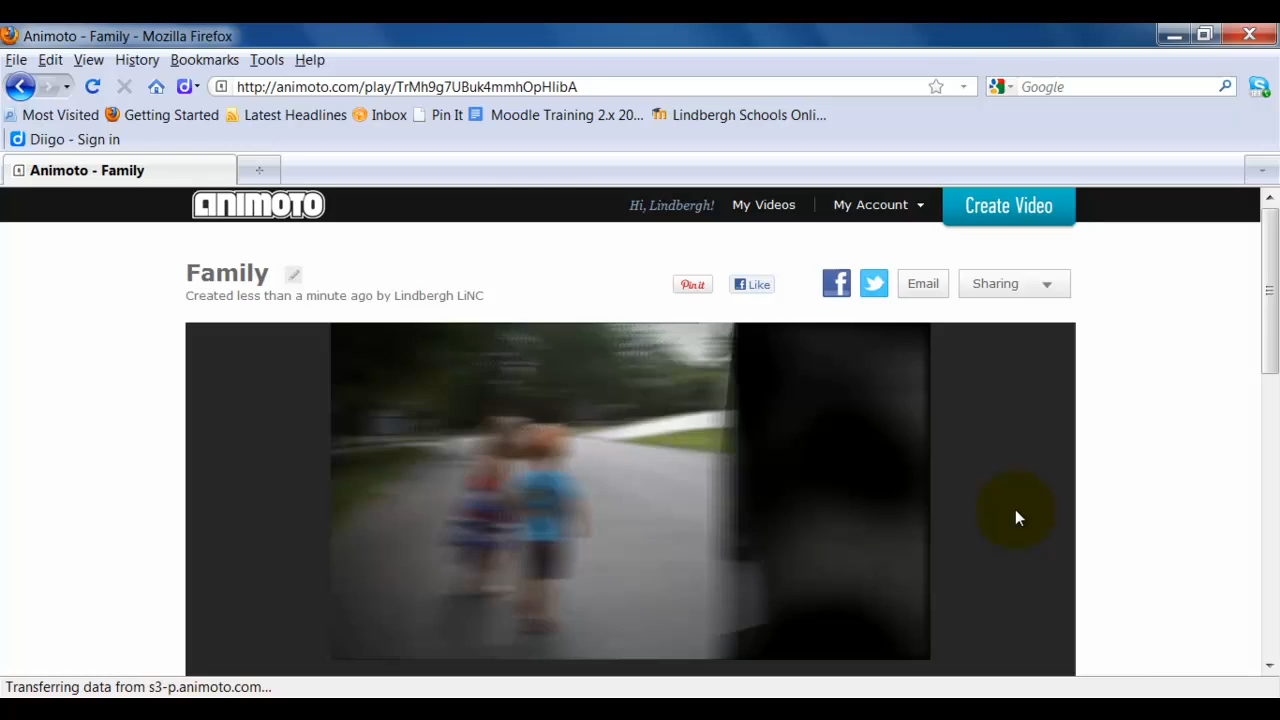 Animoto - Family - Mozilla Firefox
File Edit View History Bookmarks Tools Help
http://animoto.com/play/TrMh9g7UBuk4mmhOpHIibA Google
Most Visited Getting Started Latest Headlines Inbox Pin It Moodle Training 2.x 20... Lindbergh Schools Onli...
Diigo - Sign in
Animoto - Family
ANIMOTO Hi, Lindbergh! My Videos My Account Create Video
Family Pin it Like Email Sharing
Created less than a minute ago by Lindbergh LiNC
Transferring data from s3-p.animoto.com...